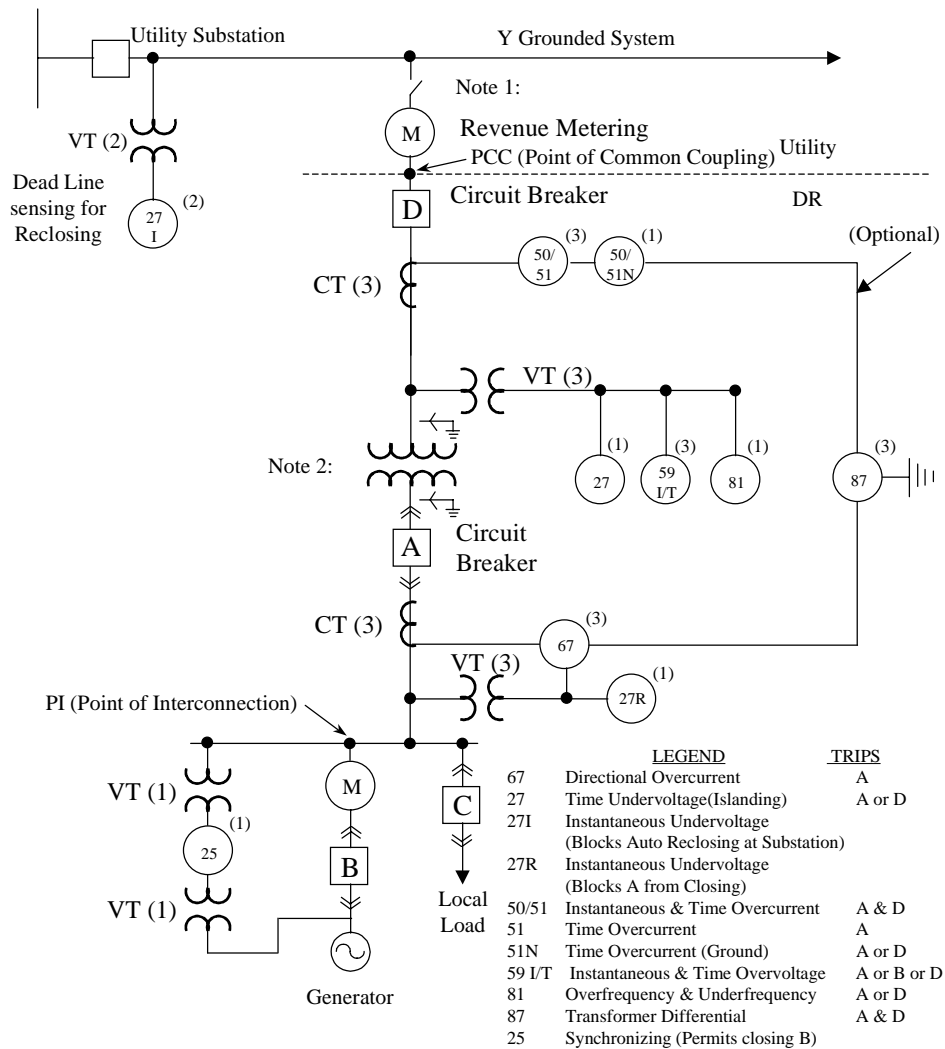 Utility Substation
Y Grounded System
Note 1:
VT (2)
M
Revenue Metering
PCC (Point of Common Coupling)
Utility
Dead Line
sensing for
Reclosing
27
I
(2)
D
Circuit Breaker
DR
(Optional)
50/
51
(3)
50/
51N
(1)
CT (3)
VT (3)
Note 2:
27
(1)
59
I/T
(3)
81
(1)
87
(3)
A
Circuit
Breaker
CT (3)
67
(3)
VT (3)
27R
(1)
PI (Point of Interconnection)
VT (1)
25
(1)
VT (1)
M
B
Generator
C
Local
Load
LEGEND TRIPS
67 Directional Overcurrent A
27 Time Undervoltage(Islanding) A or D
27I Instantaneous Undervoltage
(Blocks Auto Reclosing at Substation)
27R Instantaneous Undervoltage
(Blocks A from Closing)
50/51 Instantaneous & Time Overcurrent A & D
51 Time Overcurrent A
51N Time Overcurrent (Ground) A or D
59 I/T Instantaneous & Time Overvoltage A or B or D
81 Overfrequency & Underfrequency A or D
87 Transformer Differential A & D
25 Synchronizing (Permits closing B)